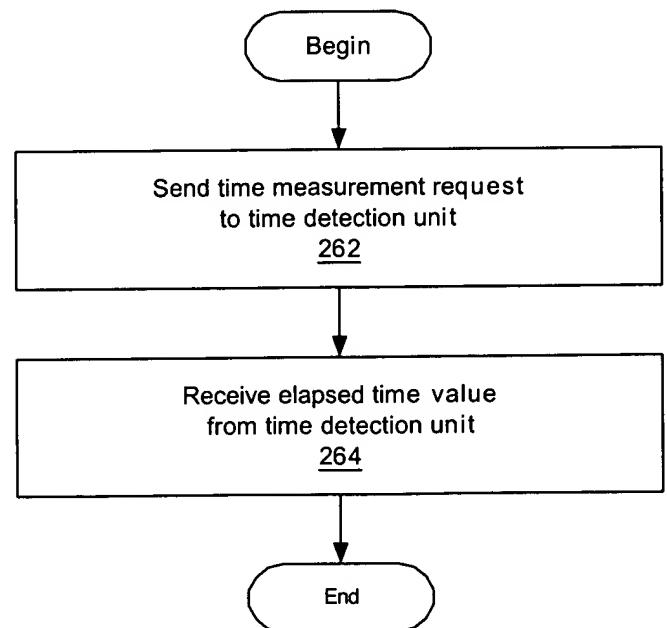 Begin
Send time measurement request
to time detection unit
262
Receive elapsed time value
from time detection unit
264
End